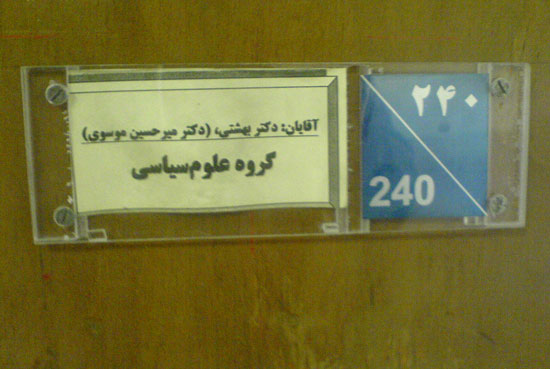 آقایان: دکتر بهشتی، (دکتر میرحسین موسوی)
گروه علوم‌سیاسی
۲۴۰
240